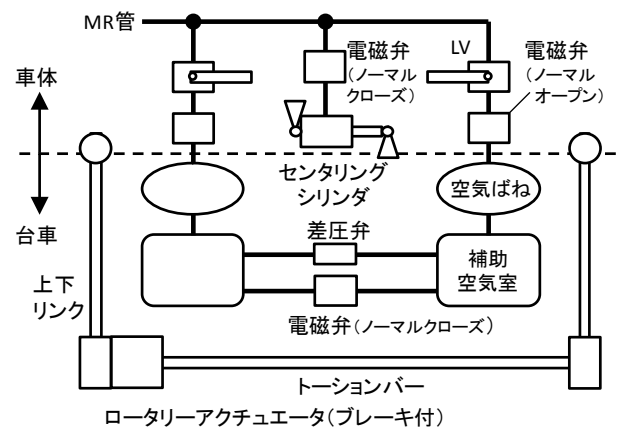 MR管
電磁弁
(ノーマル
クローズ)
LV
電磁弁
(ノーマル
オープン)
車体
台車
センタリング
シリンダ
空気ばね
差圧弁
補助
空気室
上下
リンク
電磁弁(ノーマルクローズ)
トーションバー
ロータリーアクチュエータ(ブレーキ付)